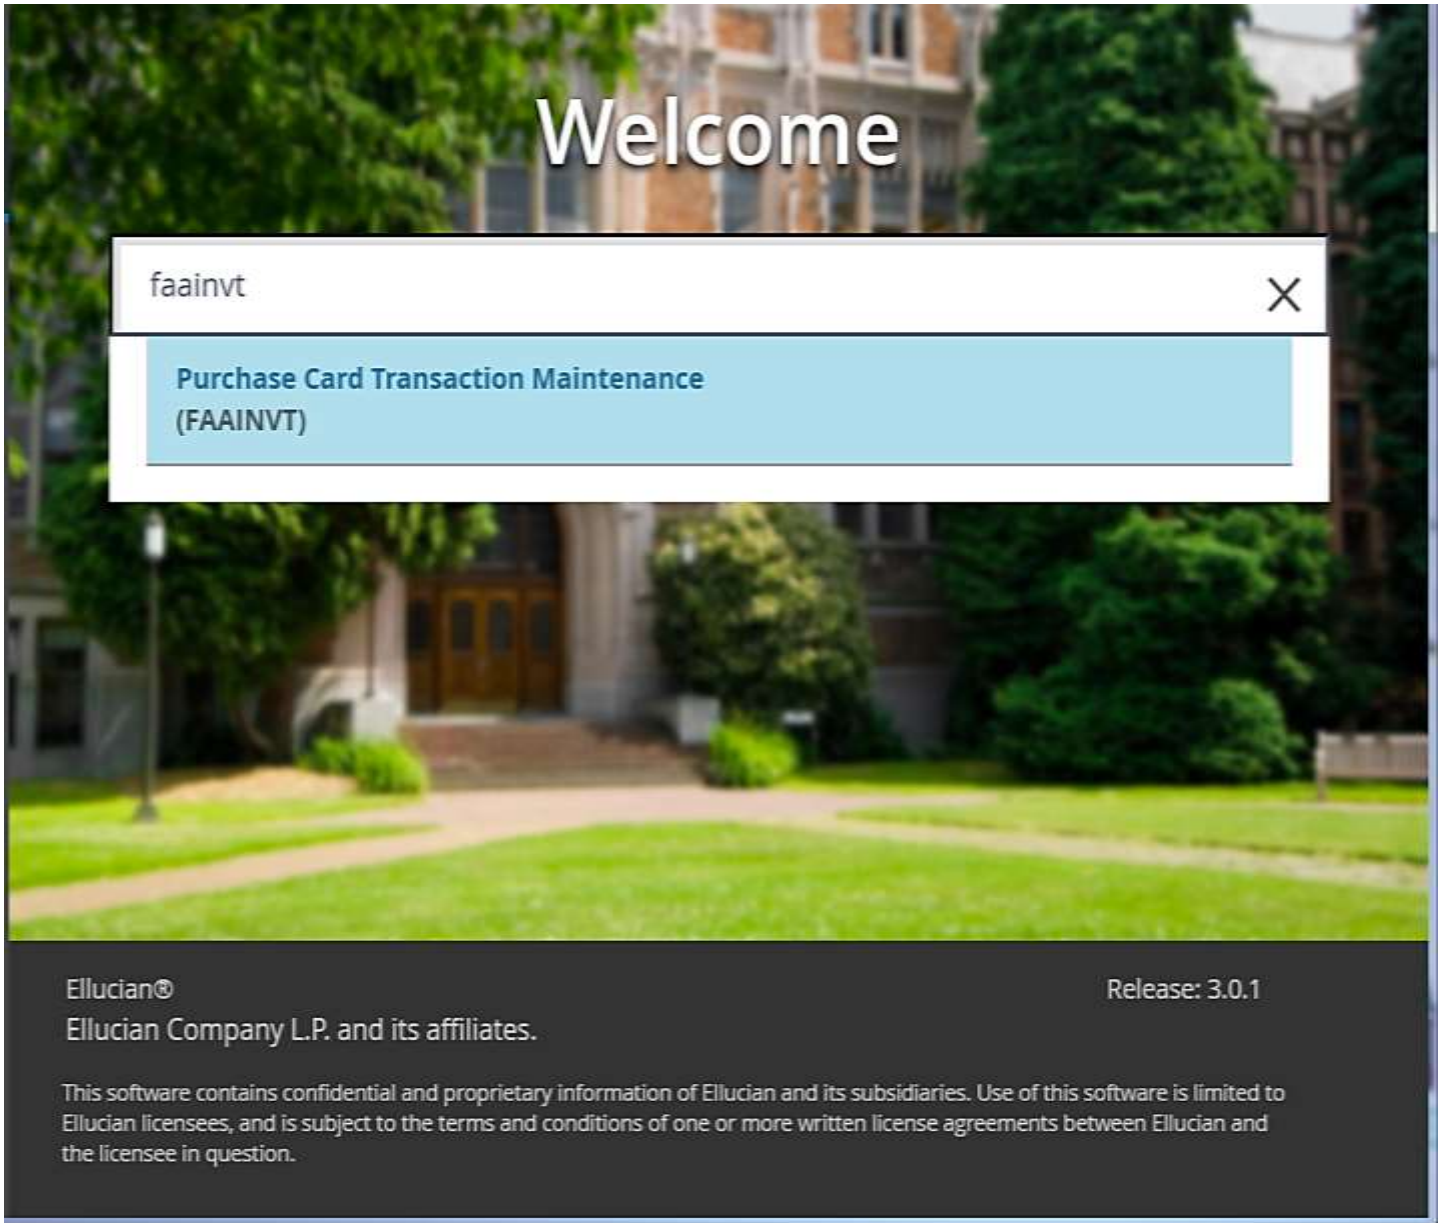 Welcome
faainvt
Purchase Card Transaction Maintenance
(FAAINVT)
Ellucian®
Release: 3.0.1
Ellucian Company L.P. and its affiliates.
This software contains confidential and proprietary information of Ellucian and its subsidiaries. Use of this software is limited to
Ellucian licensees, and is subject to the terms and conditions of one or more written license agreements between Ellucian and
the licensee in question.